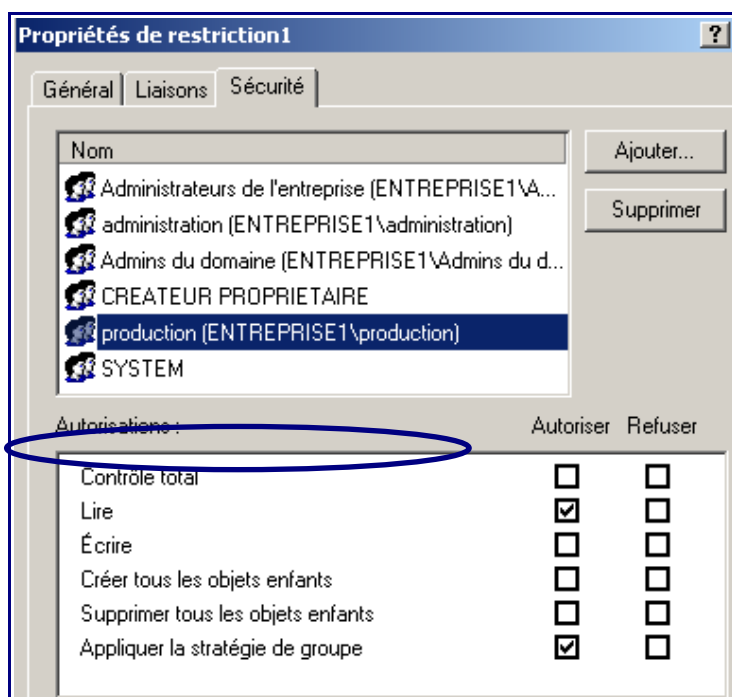 Propriétés de restriction1 ?
Général Liaisons Sécurité
Nom
Ajouter...
Administrateurs de l'entreprise (ENTREPRISE1\A...
Supprimer
administration (ENTREPRISE1\administration)
Admins du domaine (ENTREPRISE1\Admins du d...
CREATEUR PROPRIETAIRE
production (ENTREPRISE1\production)
SYSTEM
Autorisations : Autoriser Refuser
Contrôle total
Lire
Écrire
Créer tous les objets enfants
Supprimer tous les objets enfants
Appliquer la stratégie de groupe